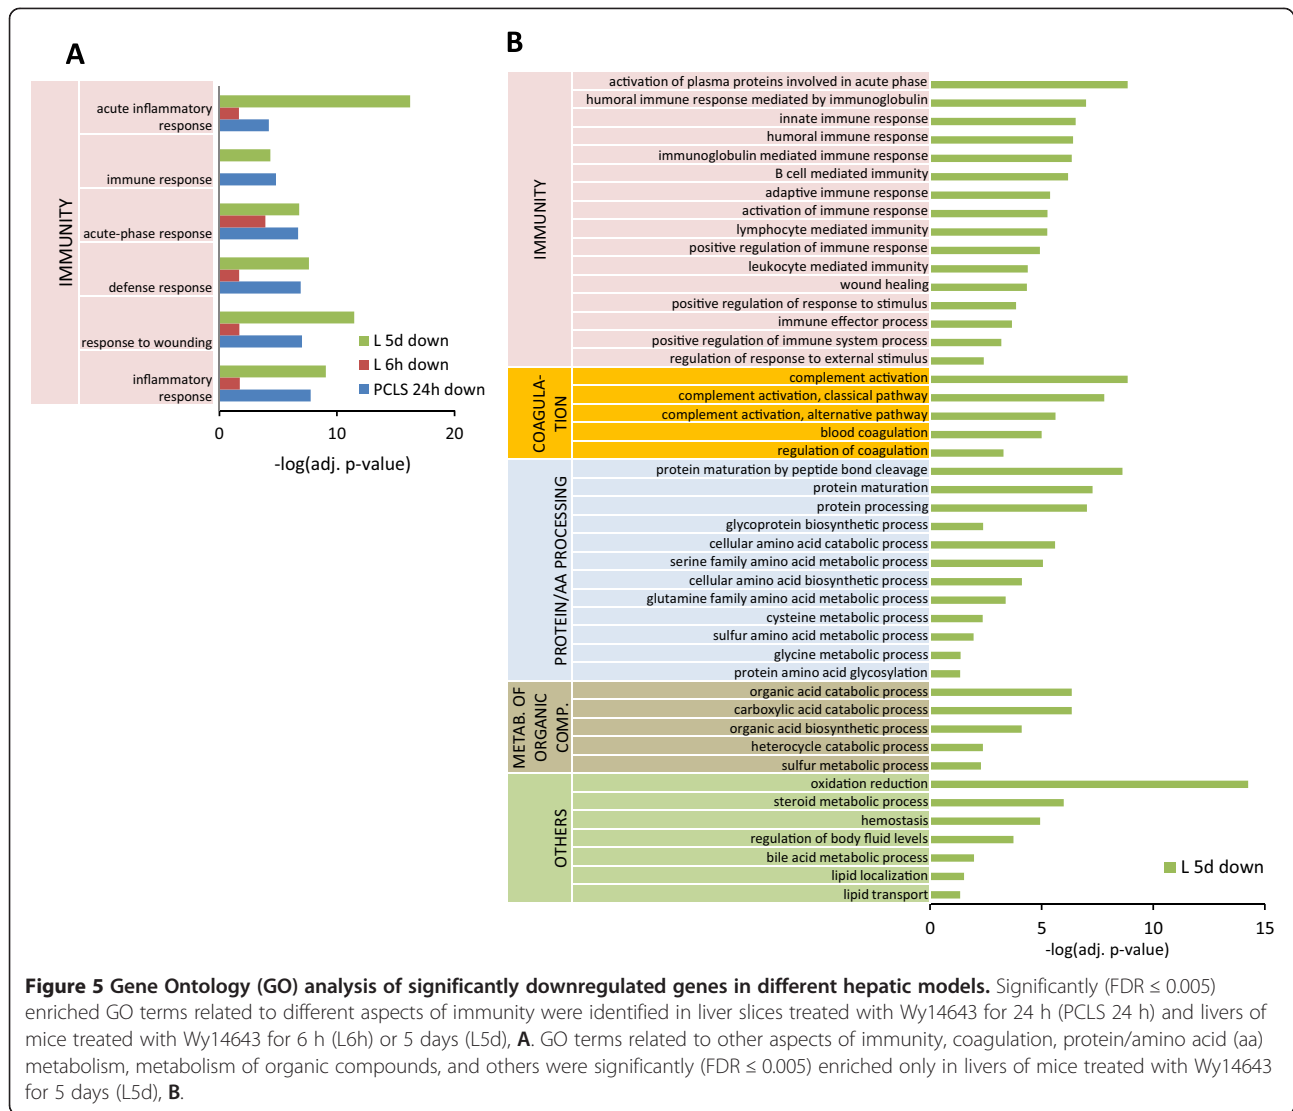 A
IMMUNITY
acute inflammatory
response
immune response
acute-phase response
defense response
response to wounding
inflammatory
response
L 5d down
L 6h down
PCLS 24h down
0 10 20
-log(adj. p-value)
B
IMMUNITY
activation of plasma proteins involved in acute phase
humoral immune response mediated by immunoglobulin
innate immune response
humoral immune response
immunoglobulin mediated immune response
B cell mediated immunity
adaptive immune response
activation of immune response
lymphocyte mediated immunity
positive regulation of immune response
leukocyte mediated immunity
wound healing
positive regulation of response to stimulus
immune effector process
positive regulation of immune system process
regulation of response to external stimulus
COAGULA-
TION
complement activation
complement activation, classical pathway
complement activation, alternative pathway
blood coagulation
regulation of coagulation
PROTEIN/AA PROCESSING
protein maturation by peptide bond cleavage
protein maturation
protein processing
glycoprotein biosynthetic process
cellular amino acid catabolic process
serine family amino acid metabolic process
cellular amino acid biosynthetic process
glutamine family amino acid metabolic process
cysteine metabolic process
sulfur amino acid metabolic process
glycine metabolic process
protein amino acid glycosylation
METAB. OF
ORGANIC
COMP.
organic acid catabolic process
carboxylic acid catabolic process
organic acid biosynthetic process
heterocycle catabolic process
sulfur metabolic process
OTHERS
oxidation reduction
steroid metabolic process
hemostasis
regulation of body fluid levels
bile acid metabolic process
lipid localization
lipid transport
L 5d down
0 5 10 15
-log(adj. p-value)
Figure 5 Gene Ontology (GO) analysis of significantly downregulated genes in different hepatic models. Significantly (FDR ≤ 0.005)
enriched GO terms related to different aspects of immunity were identified in liver slices treated with Wy14643 for 24 h (PCLS 24 h) and livers of
mice treated with Wy14643 for 6 h (L6h) or 5 days (L5d), A. GO terms related to other aspects of immunity, coagulation, protein/amino acid (aa)
metabolism, metabolism of organic compounds, and others were significantly (FDR ≤ 0.005) enriched only in livers of mice treated with Wy14643
for 5 days (L5d), B.